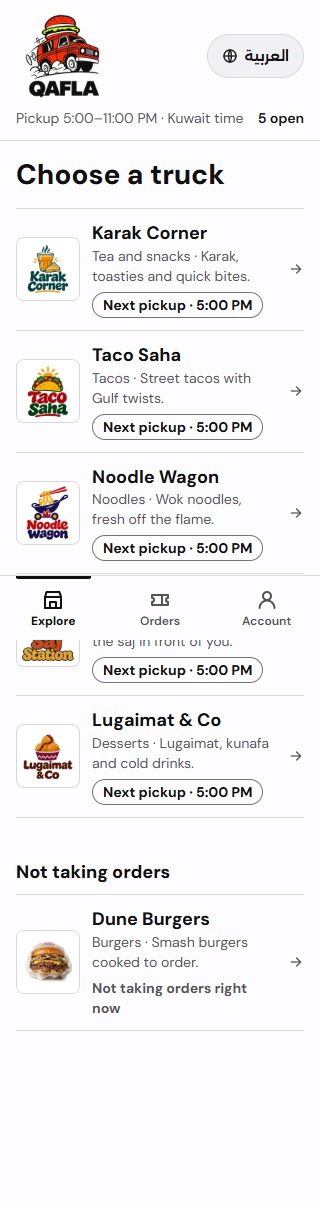 QAFLA
العربية
Pickup 5:00–11:00 PM · Kuwait time
5 open
Choose a truck
Karak Corner
Karak Corner
Tea and snacks · Karak,
toasties and quick bites.
Next pickup · 5:00 PM
Taco Saha
Taco Saha
Tacos · Street tacos with
Gulf twists.
Next pickup · 5:00 PM
Noodle Wagon
Noodle Wagon
Noodles · Wok noodles,
fresh off the flame.
Next pickup · 5:00 PM
Explore
Orders
Account
Station
the saj in front of you.
Next pickup · 5:00 PM
Lugaimat & Co
Lugaimat & Co
Desserts · Lugaimat, kunafa
and cold drinks.
Next pickup · 5:00 PM
Not taking orders
Dune Burgers
Burgers · Smash burgers
cooked to order.
Not taking orders right
now